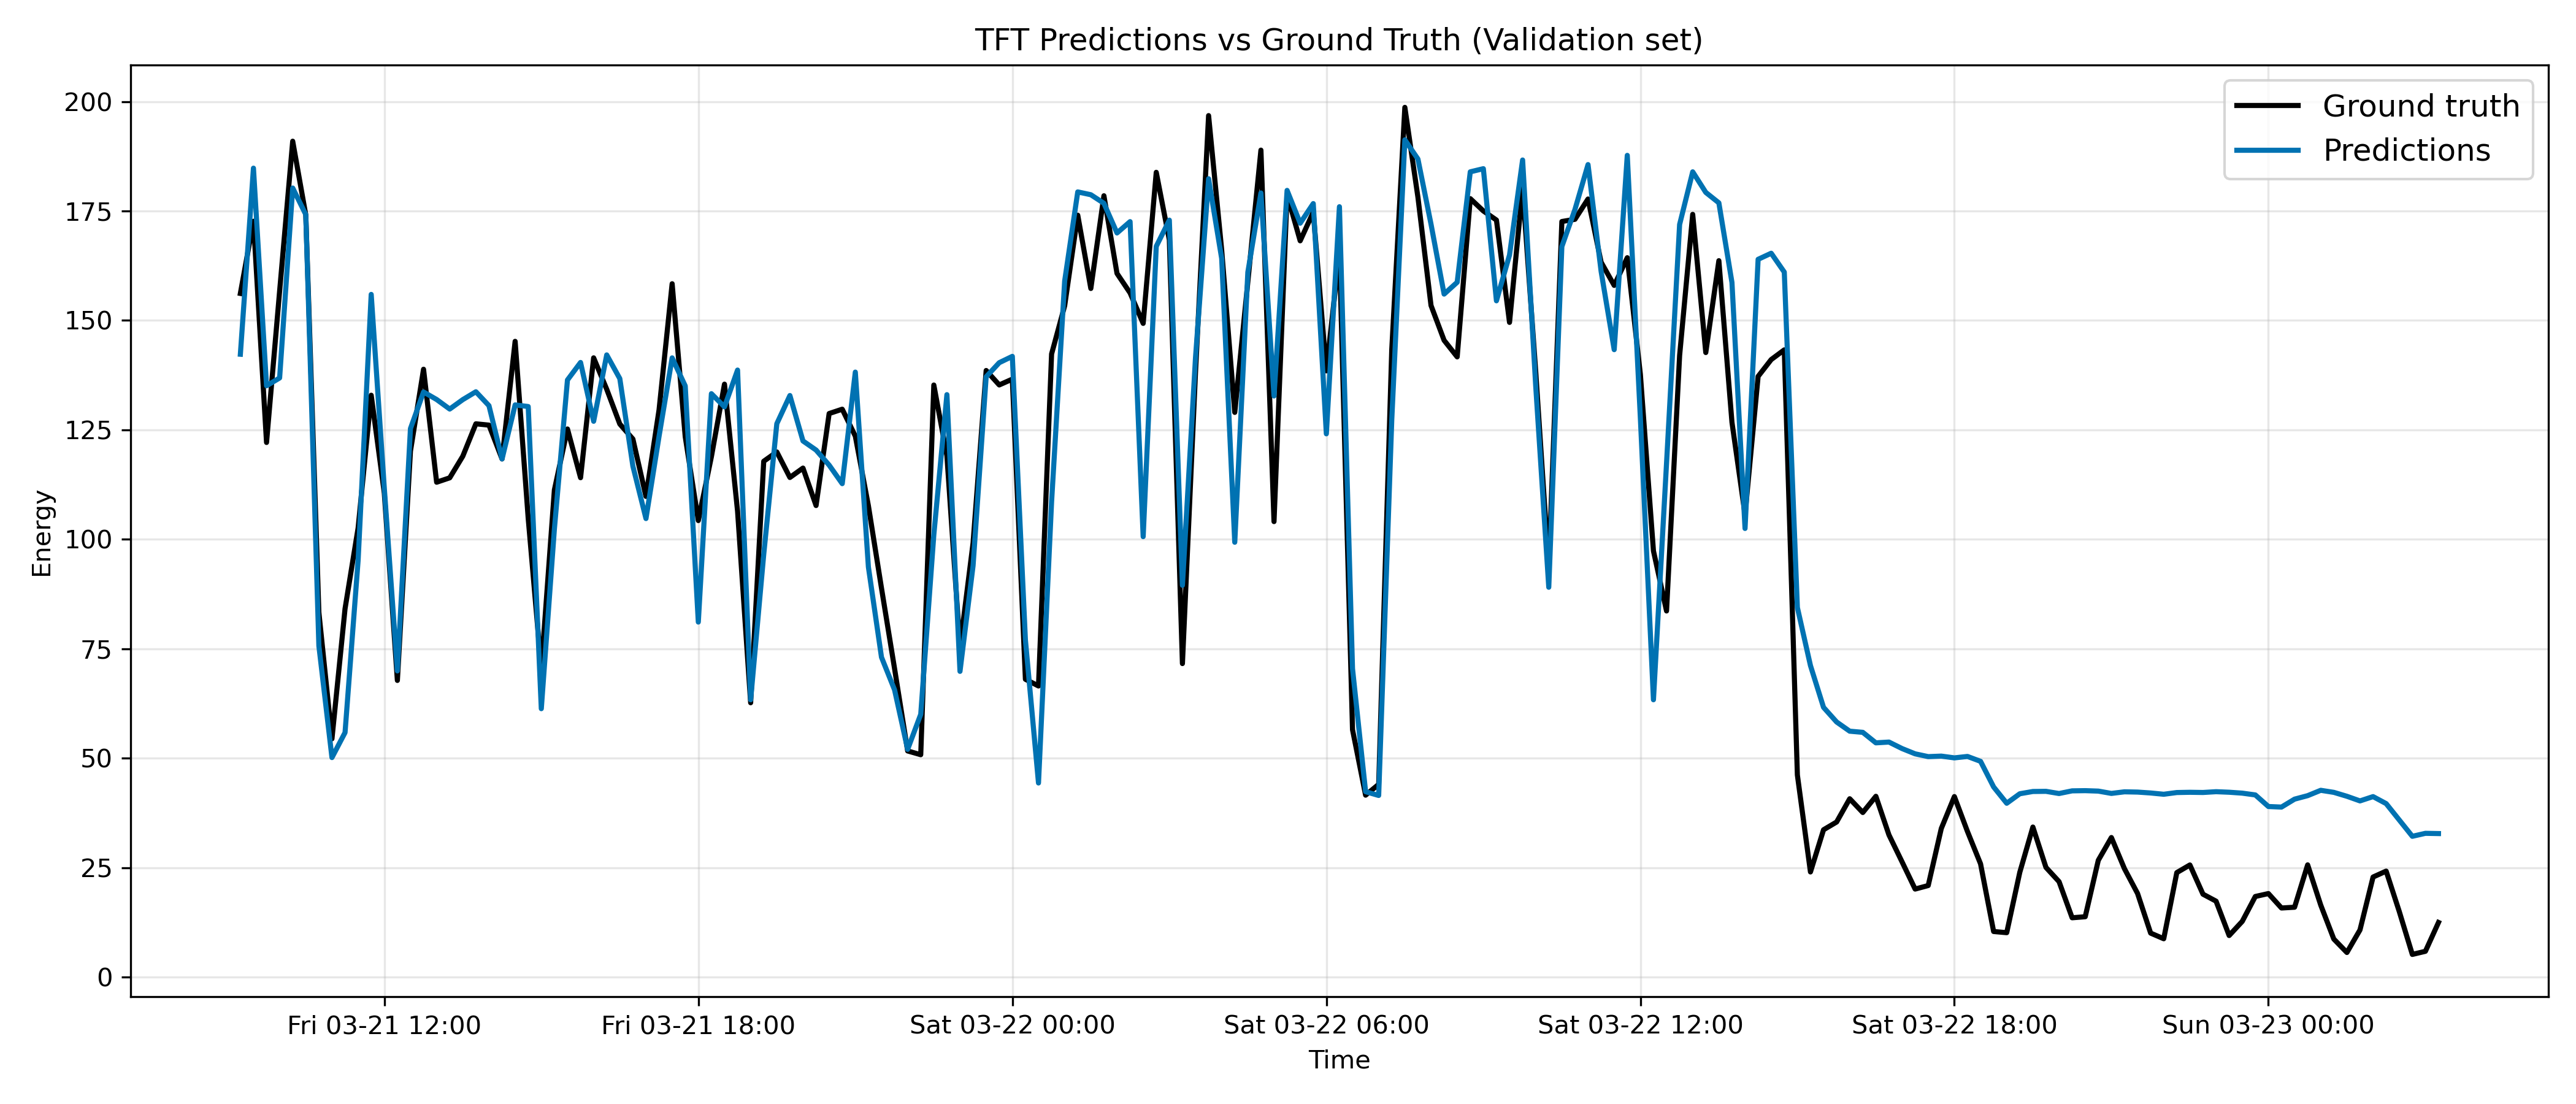 TFT Predictions vs Ground Truth (Validation set)
Ground truth
Predictions
200
175
150
125
100
75
50
25
0
Energy
Fri 03-21 12:00
Fri 03-21 18:00
Sat 03-22 00:00
Sat 03-22 06:00
Sat 03-22 12:00
Sat 03-22 18:00
Sun 03-23 00:00
Time